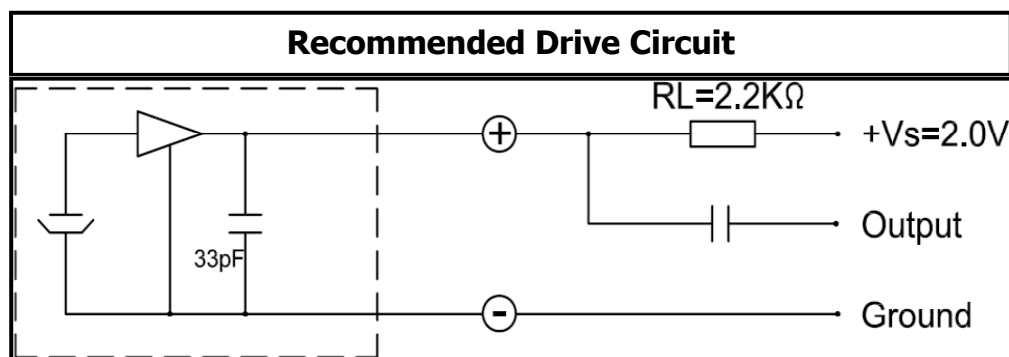 Recommended Drive Circuit
RL=2.2KΩ
+
+Vs=2.0V
Output
33pF
-
Ground